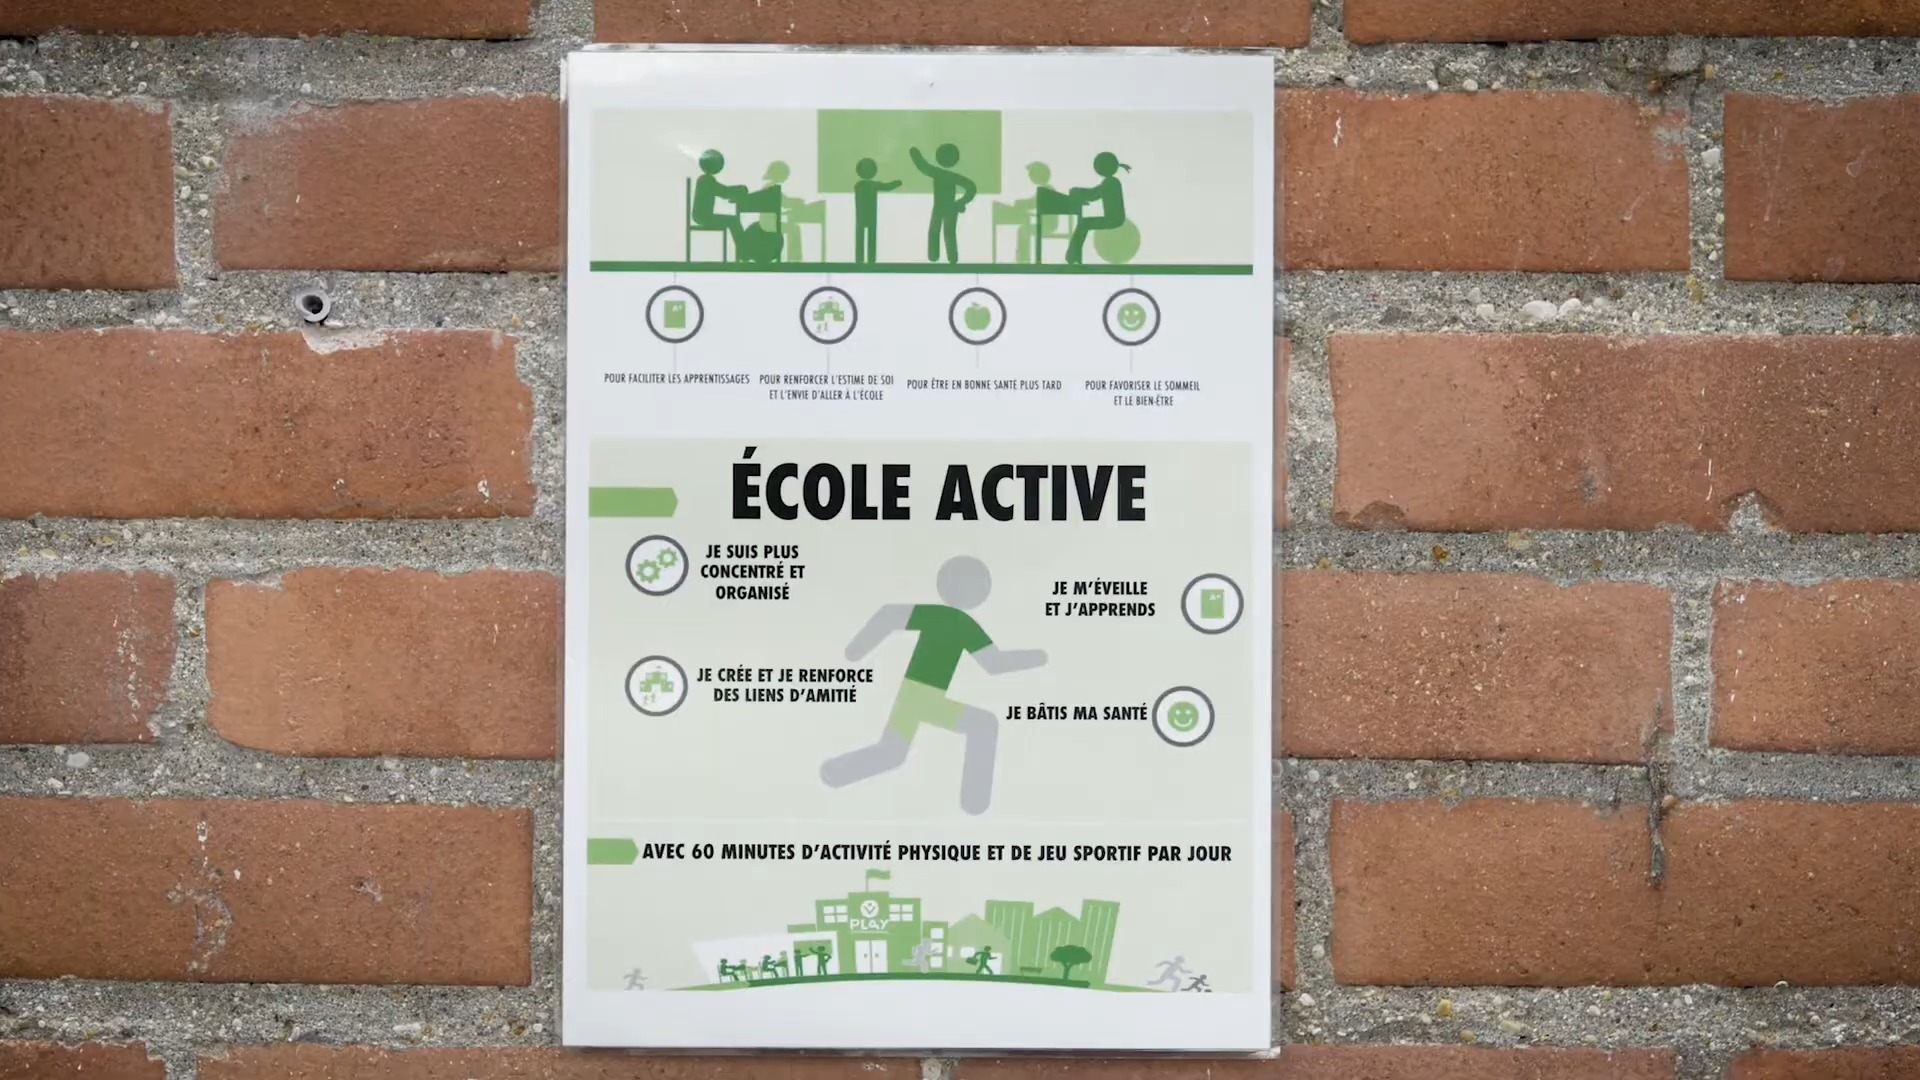 POUR FACILITER LES APPRENTISSAGES
POUR RENFORCER L'ESTIME DE SOI
ET L'ENVIE D'ALLER À L'ÉCOLE
POUR ÊTRE EN BONNE SANTÉ PLUS TARD
POUR FAVORISER LE SOMMEIL
ET LE BIEN-ÊTRE
ÉCOLE ACTIVE
JE SUIS PLUS
CONCENTRÉ ET
ORGANISÉ
JE M'ÉVEILLE
ET J'APPRENDS
A+
JE CRÉE ET JE RENFORCE
DES LIENS D'AMITIÉ
JE BÂTIS MA SANTÉ
AVEC 60 MINUTES D'ACTIVITÉ PHYSIQUE ET DE JEU SPORTIF PAR JOUR
PLAY